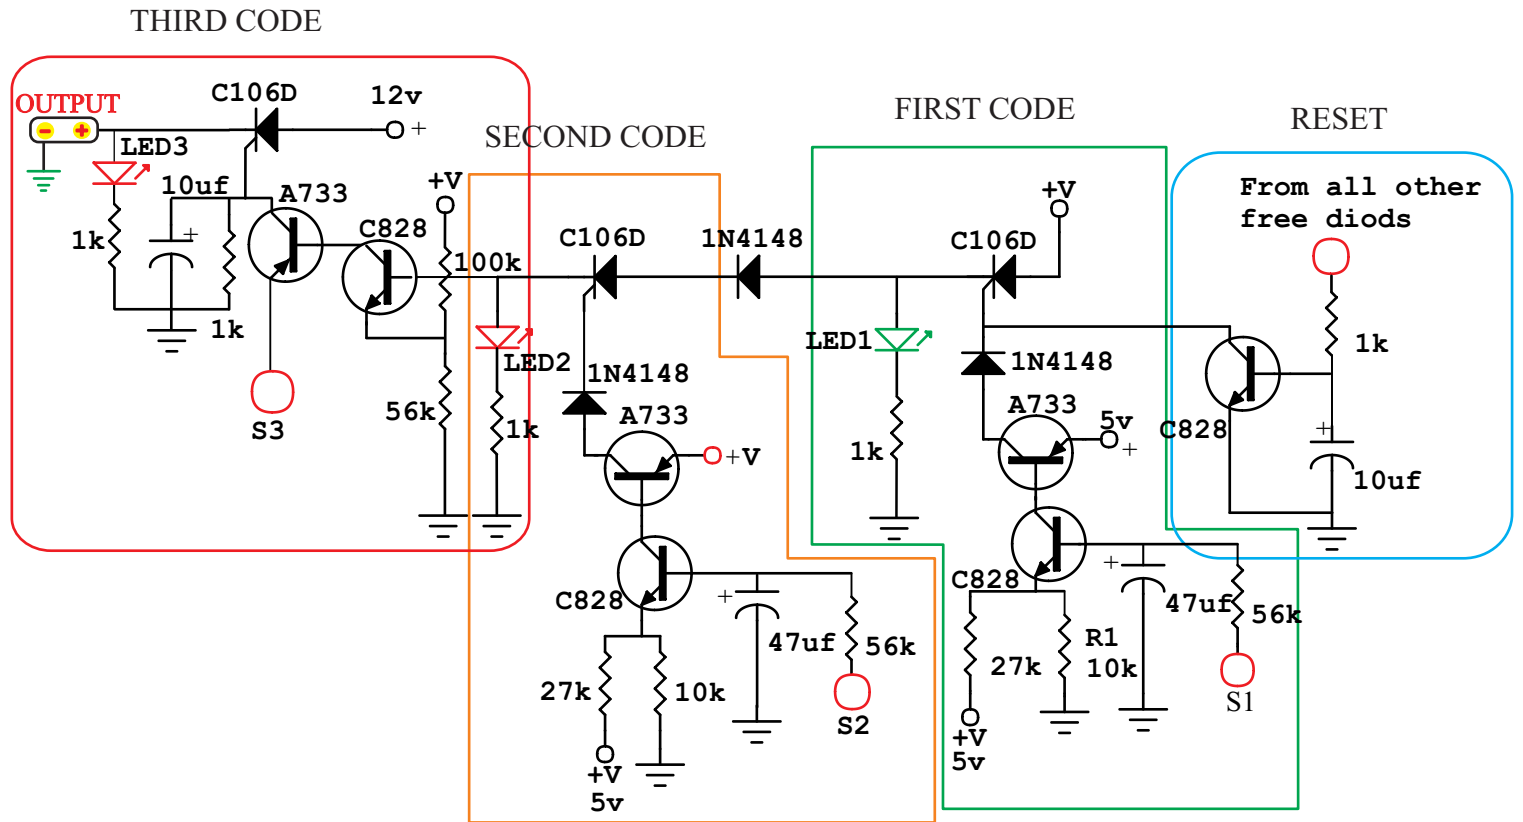 THIRD CODE
C106D
12v
+
OUTPUT
- +
LED3
10uf
+
A733
+V
C828
1k
100k
1k
S3
56k
SECOND CODE
C106D
1N4148
LED2
1N4148
A733
1k
+V
C828
+
47uf
56k
27k
10k
S2
+V
5v
FIRST CODE
+V
C106D
LED1
1N4148
A733
5v
+
1k
C828
+
47uf
56k
R1
27k
10k
S1
+V
5v
RESET
From all other
free diods
1k
C828
+
10uf